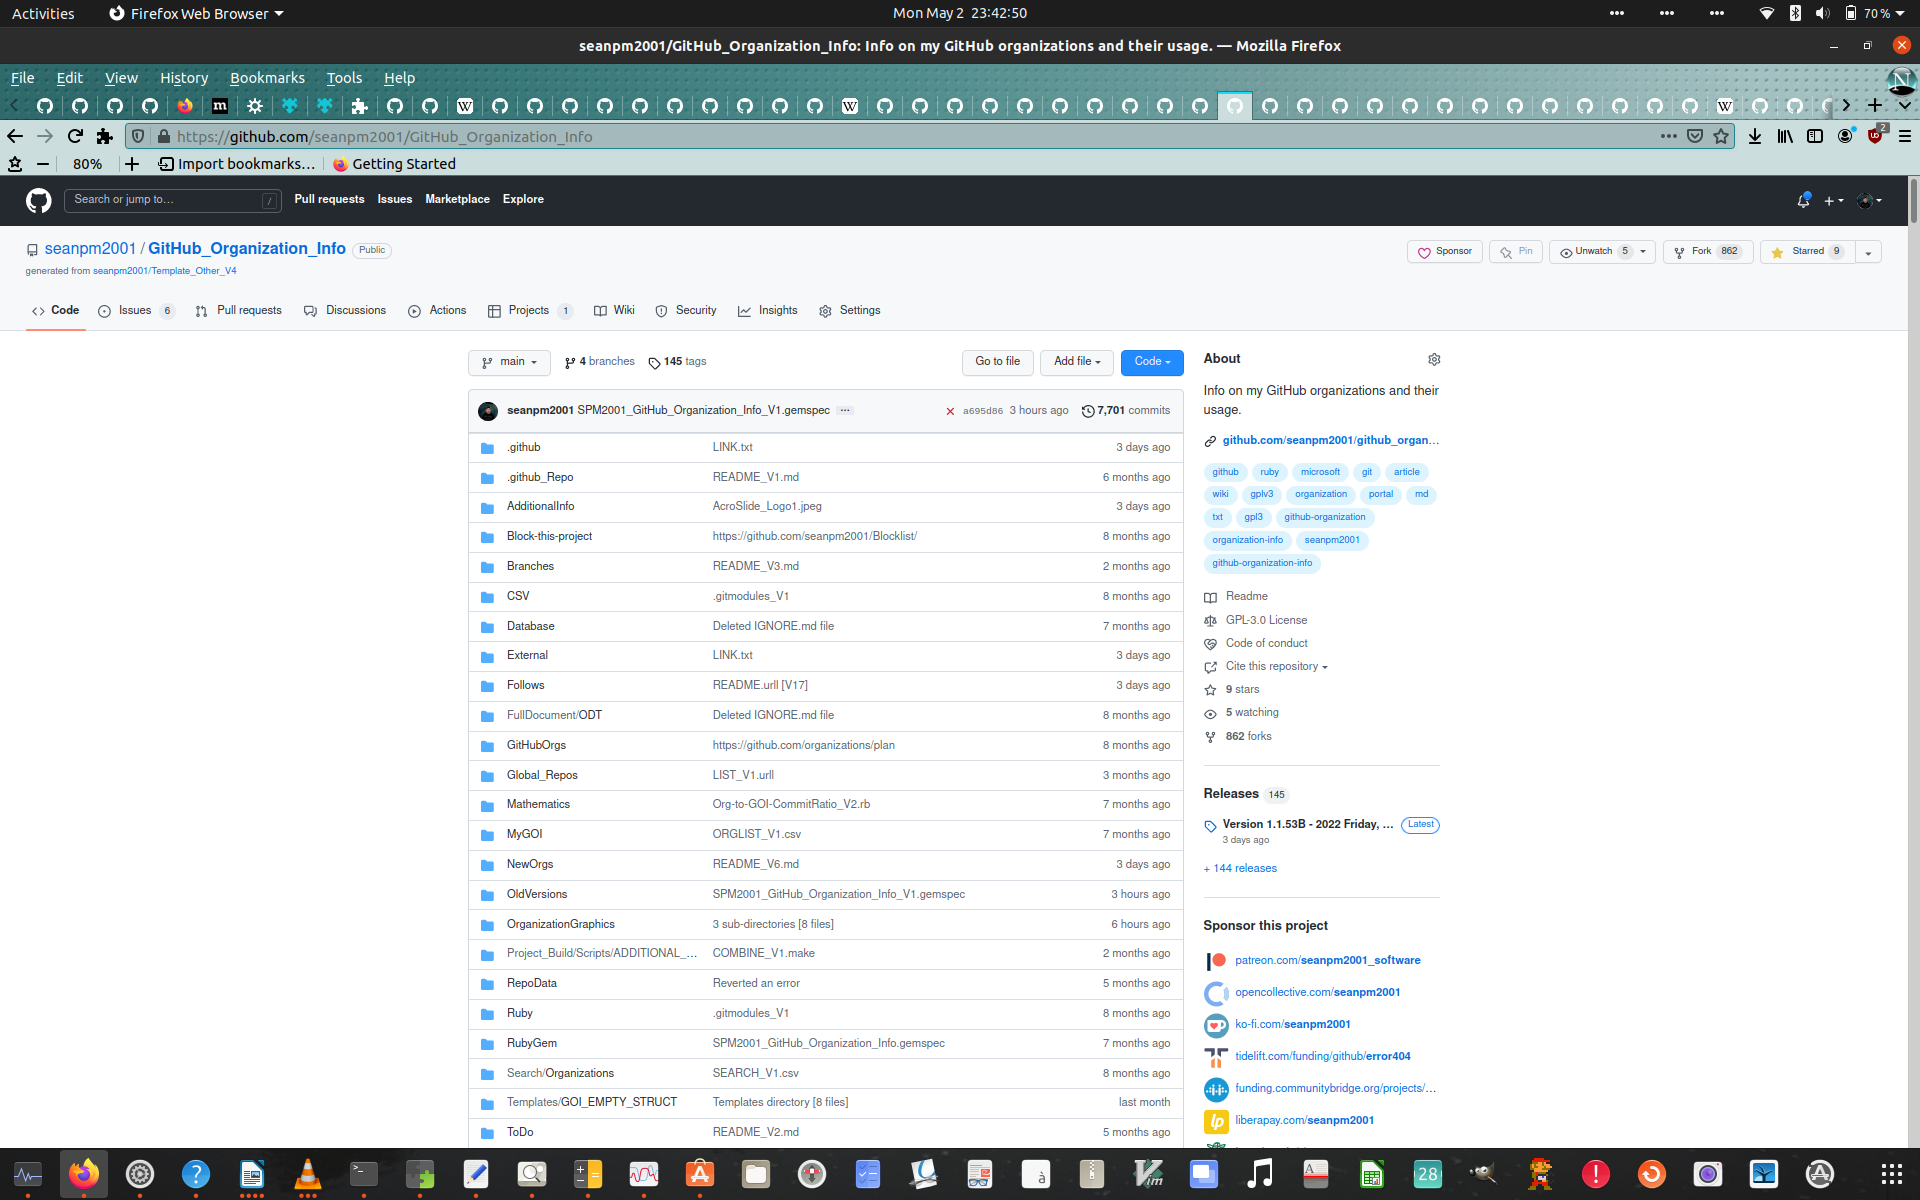 Activities Firefox Web Browser Mon May 2 23:42:50 70 %
seanpm2001/GitHub_Organization_Info: Info on my GitHub organizations and their usage. — Mozilla Firefox
File Edit View History Bookmarks Tools Help
https://github.com/seanpm2001/GitHub_Organization_Info
80% Import bookmarks… Getting Started
Search or jump to… / Pull requests Issues Marketplace Explore
seanpm2001 / GitHub_Organization_Info Public
Sponsor Pin Unwatch 5 Fork 862 Starred 9
generated from seanpm2001/Template_Other_V4
Code Issues 6 Pull requests Discussions Actions Projects 1 Wiki Security Insights Settings
main 4 branches 145 tags Go to file Add file Code
seanpm2001 SPM2001_GitHub_Organization_Info_V1.gemspec ··· a695d86 3 hours ago 7,701 commits
.github LINK.txt 3 days ago
.github_Repo README_V1.md 6 months ago
AdditionalInfo AcroSlide_Logo1.jpeg 3 days ago
Block-this-project https://github.com/seanpm2001/Blocklist/ 8 months ago
Branches README_V3.md 2 months ago
CSV .gitmodules_V1 8 months ago
Database Deleted IGNORE.md file 7 months ago
External LINK.txt 3 days ago
Follows README.urll [V17] 3 days ago
FullDocument/ODT Deleted IGNORE.md file 8 months ago
GitHubOrgs https://github.com/organizations/plan 8 months ago
Global_Repos LIST_V1.urll 3 months ago
Mathematics Org-to-GOI-CommitRatio_V2.rb 7 months ago
MyGOI ORGLIST_V1.csv 7 months ago
NewOrgs README_V6.md 3 days ago
OldVersions SPM2001_GitHub_Organization_Info_V1.gemspec 3 hours ago
OrganizationGraphics 3 sub-directories [8 files] 6 hours ago
Project_Build/Scripts/ADDITIONAL_… COMBINE_V1.make 2 months ago
RepoData Reverted an error 5 months ago
Ruby .gitmodules_V1 8 months ago
RubyGem SPM2001_GitHub_Organization_Info.gemspec 7 months ago
Search/Organizations SEARCH_V1.csv 8 months ago
Templates/GOI_EMPTY_STRUCT Templates directory [8 files] last month
ToDo README_V2.md 5 months ago
About
Info on my GitHub organizations and their
usage.
github.com/seanpm2001/github_organ…
github ruby microsoft git article
wiki gplv3 organization portal md
txt gpl3 github-organization
organization-info seanpm2001
github-organization-info
Readme
GPL-3.0 License
Code of conduct
Cite this repository
9 stars
5 watching
862 forks
Releases 145
Version 1.1.53B - 2022 Friday, … Latest
3 days ago
+ 144 releases
Sponsor this project
patreon.com/seanpm2001_software
opencollective.com/seanpm2001
ko-fi.com/seanpm2001
tidelift.com/funding/github/error404
funding.communitybridge.org/projects/…
lp liberapay.com/seanpm2001
28